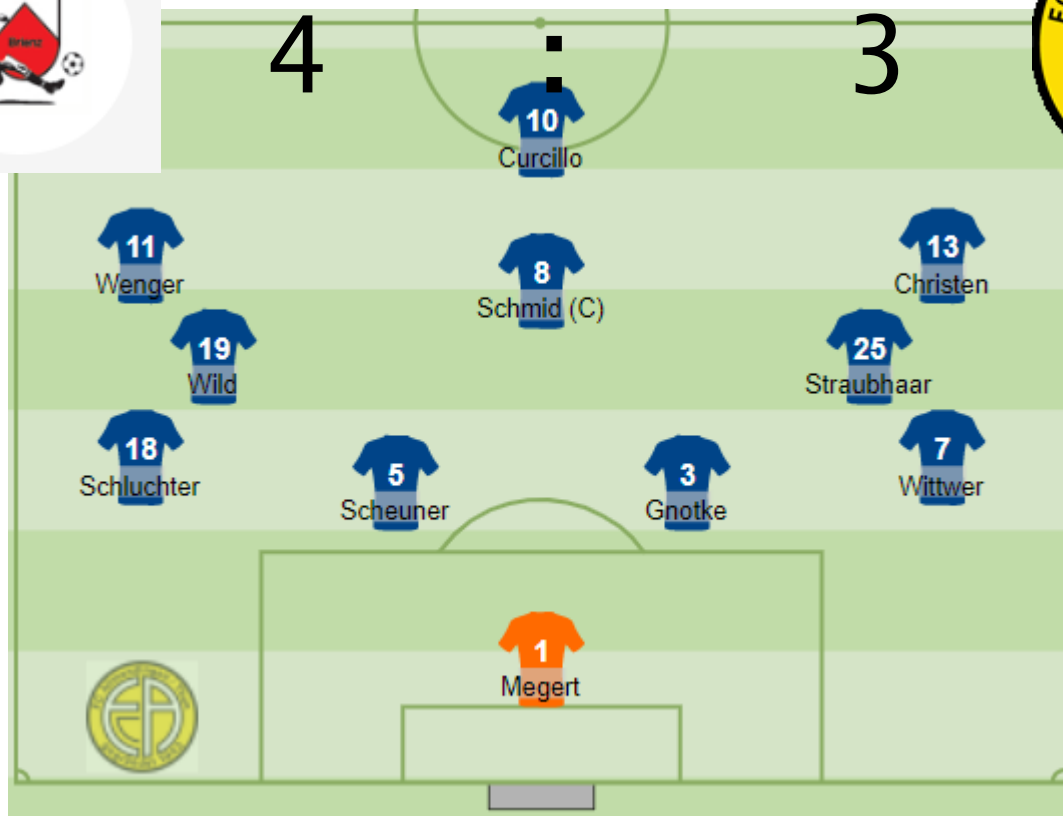 Brienz
4 : 3
10
Curcillo
11
Wenger
8
Schmid (C)
13
Christen
19
Wild
25
Straubhaar
18
Schluchter
5
Scheuner
3
Gnotke
7
Wittwer
1
Megert